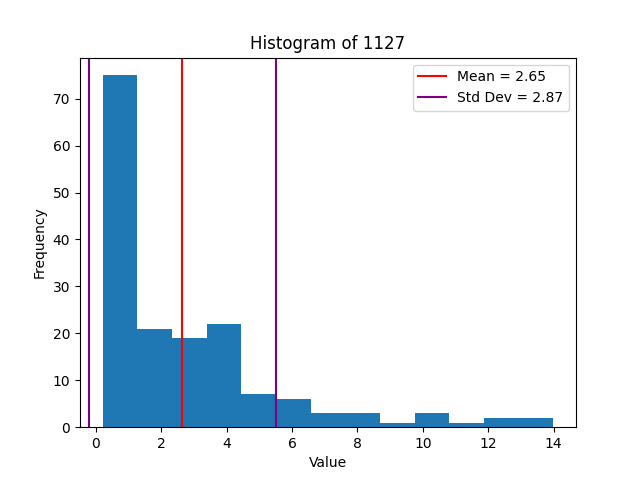 Histogram of 1127
Mean = 2.65
Std Dev = 2.87
Frequency
70
60
50
40
30
20
10
0
0 2 4 6 8 10 12 14
Value